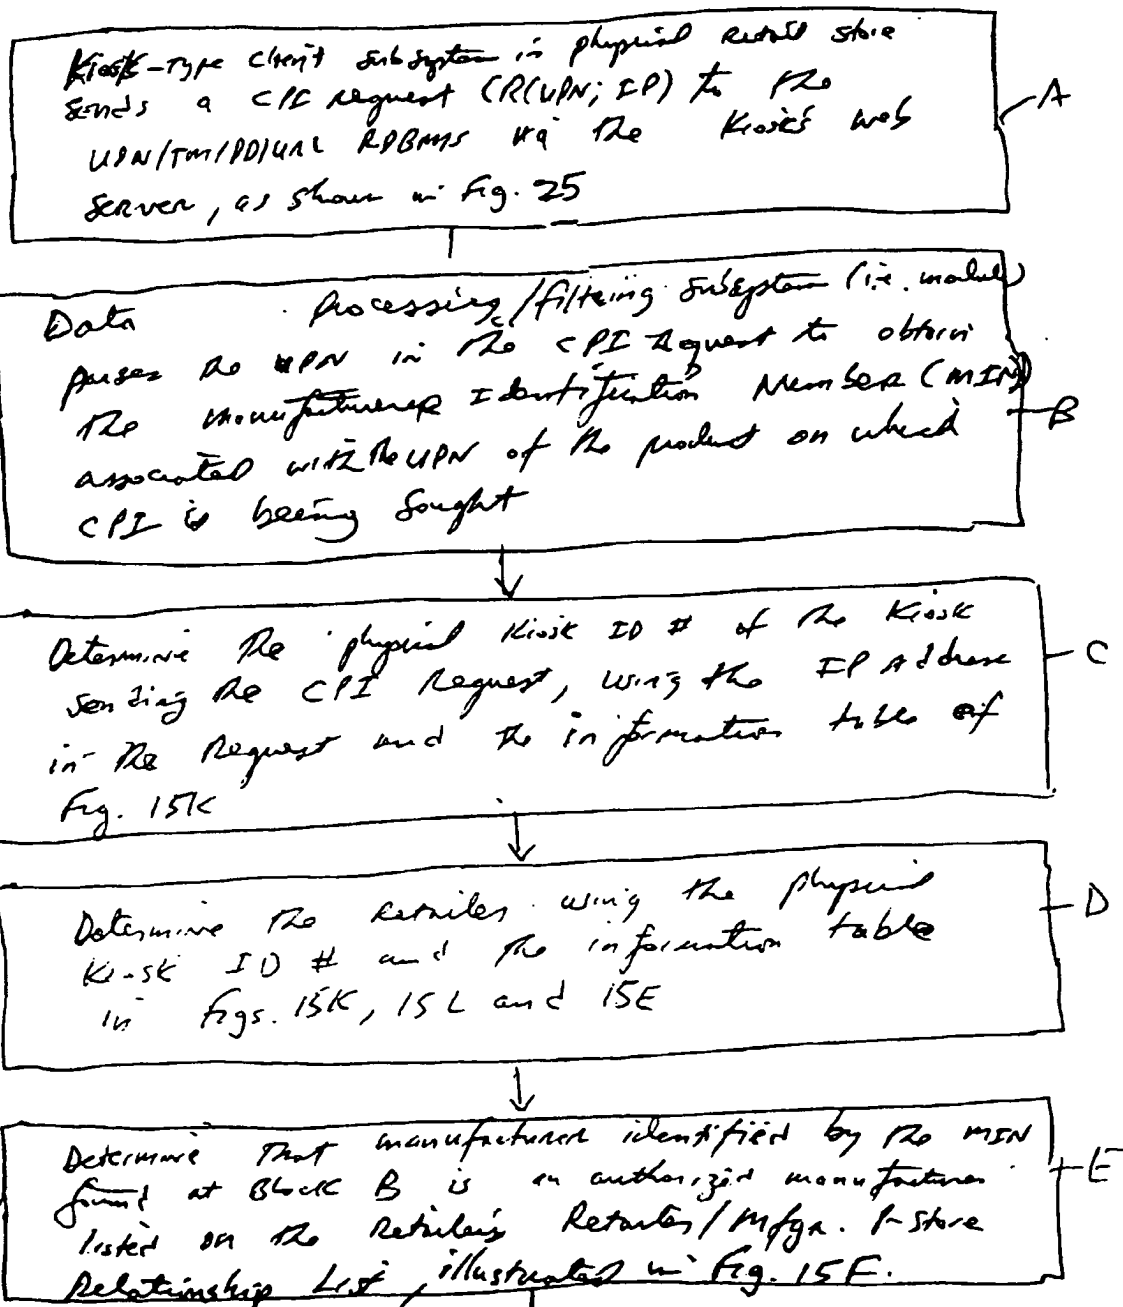 Kiosk-Type Client Subsystem in physical retail store
sends a CPI request (R(UPN; IP) to the
UPN/TM/PD/URL RDBMS via the Kiosk's web
server, as shown in Fig. 25
A
Data Processing/filtering subsystem (i.e. module)
parses the UPN in the CPI Request to obtain
the manufacturer Identification Number (MIN)
associated with the UPN of the product on which
CPI is being sought
B
Determine the physical Kiosk ID # of the Kiosk
sending the CPI Request, using the IP Address
in the Request and the information table of
Fig. 15K
C
Determine the retailer using the physical
Kiosk ID # and the information table
in Figs. 15K, 15L and 15E
D
Determine that manufacturer identified by the MIN
found at Block B is an authorized manufacturer
listed on the Retailer's Retailer/Mfgr. P-Store
Relationship List, illustrated in Fig. 15F.
E